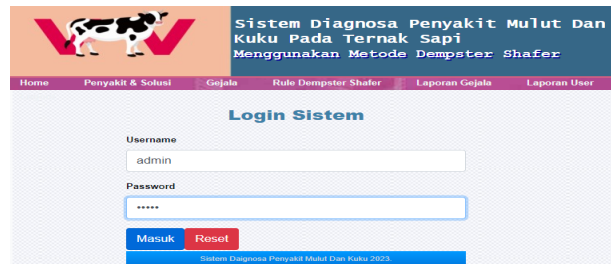 Sistem Diagnosa Penyakit Mulut Dan
Kuku Pada Ternak Sapi
Menggunakan Metode Dempster Shafer
Home Penyakit & Solusi Gejala Rule Dempster Shafer Laporan Gejala Laporan User
Login Sistem
Username
admin
Password
•••••
Masuk Reset
Sistem Daignosa Penyakit Mulut Dan Kuku 2023.